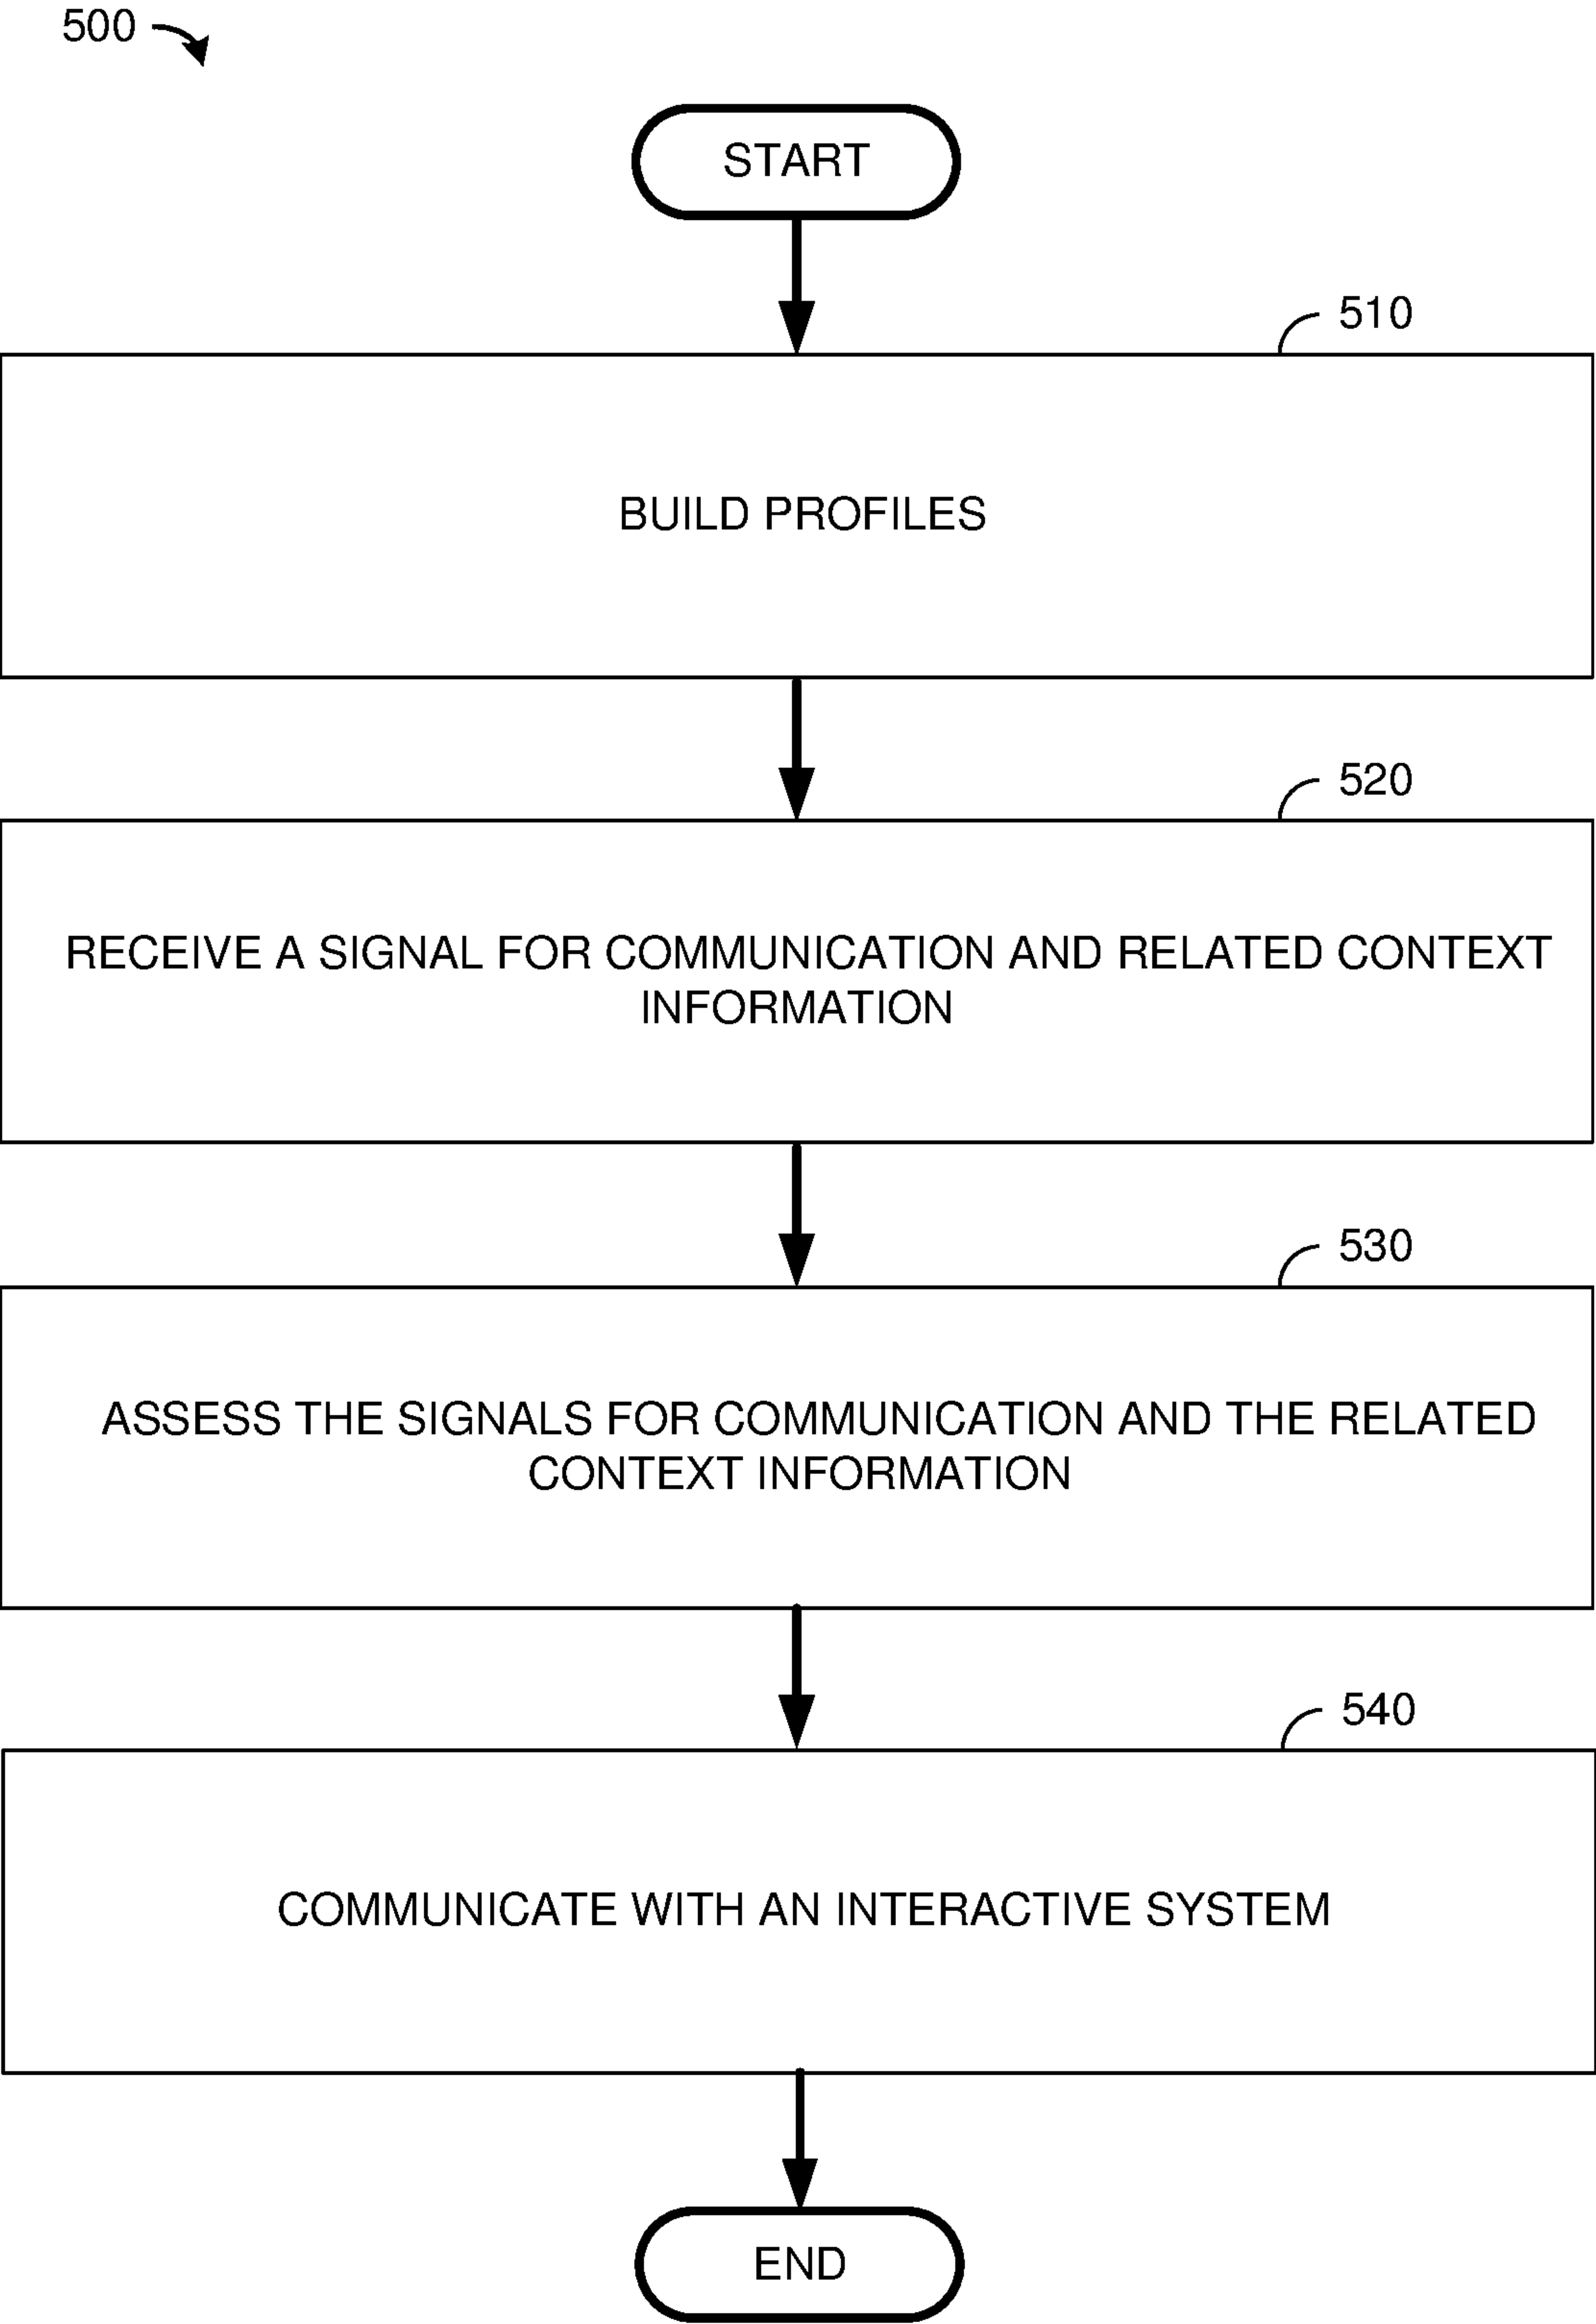 500
START
510
BUILD PROFILES
520
RECEIVE A SIGNAL FOR COMMUNICATION AND RELATED CONTEXT
INFORMATION
530
ASSESS THE SIGNALS FOR COMMUNICATION AND THE RELATED
CONTEXT INFORMATION
540
COMMUNICATE WITH AN INTERACTIVE SYSTEM
END